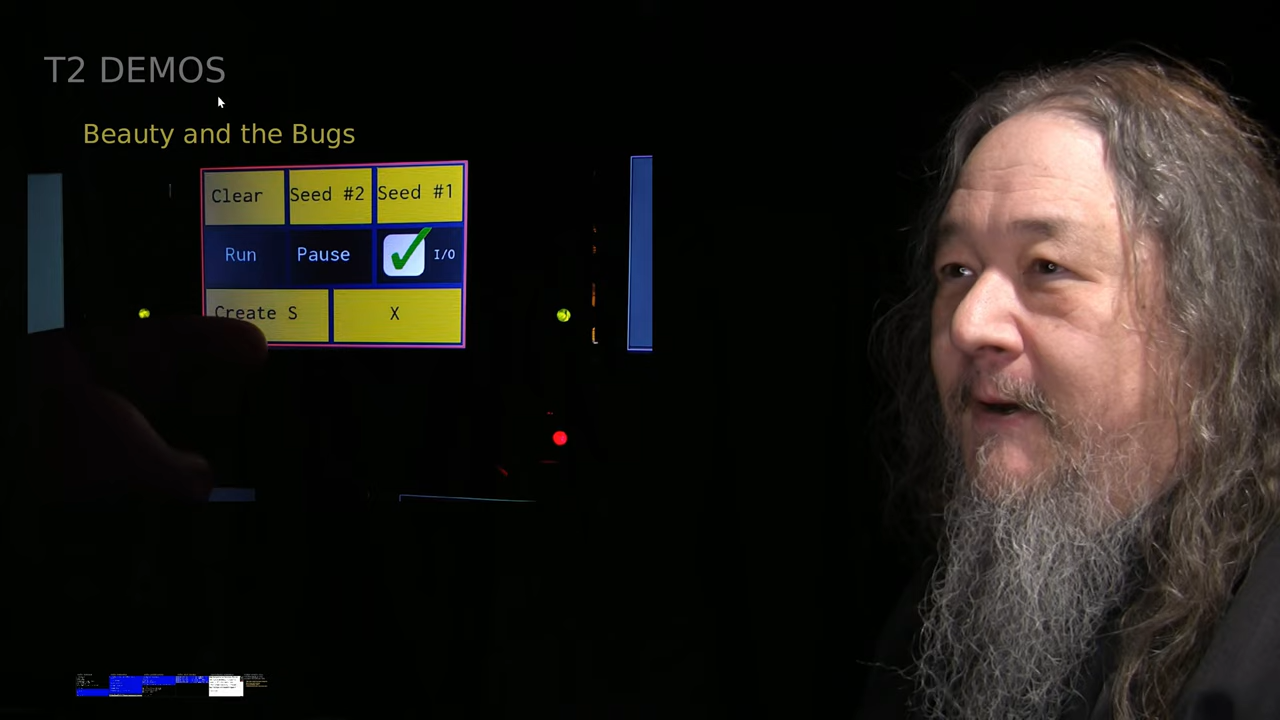 T2 DEMOS
Beauty and the Bugs
Clear Seed #2 Seed #1
Run Pause I/O
Create S X